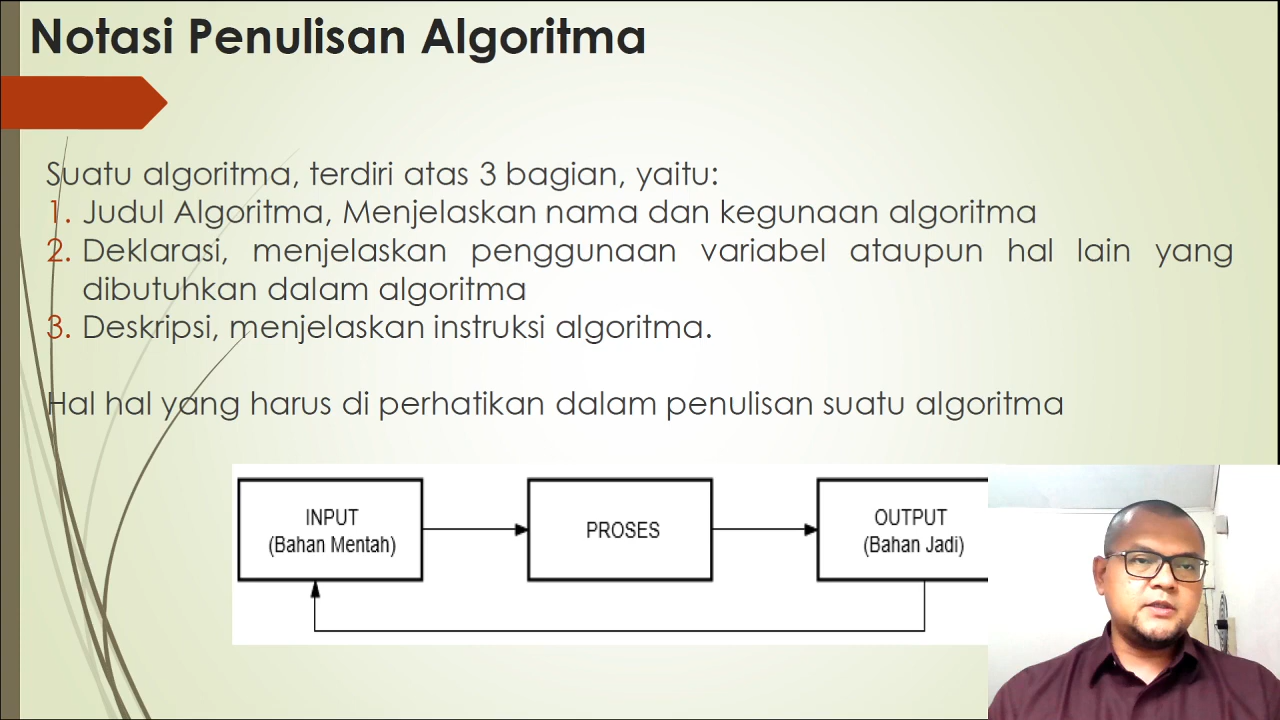 Notasi Penulisan Algoritma
Suatu algoritma, terdiri atas 3 bagian, yaitu:
1. Judul Algoritma, Menjelaskan nama dan kegunaan algoritma
2. Deklarasi, menjelaskan penggunaan variabel ataupun hal lain yang
dibutuhkan dalam algoritma
3. Deskripsi, menjelaskan instruksi algoritma.
Hal hal yang harus di perhatikan dalam penulisan suatu algoritma
INPUT
(Bahan Mentah)
PROSES
OUTPUT
(Bahan Jadi)